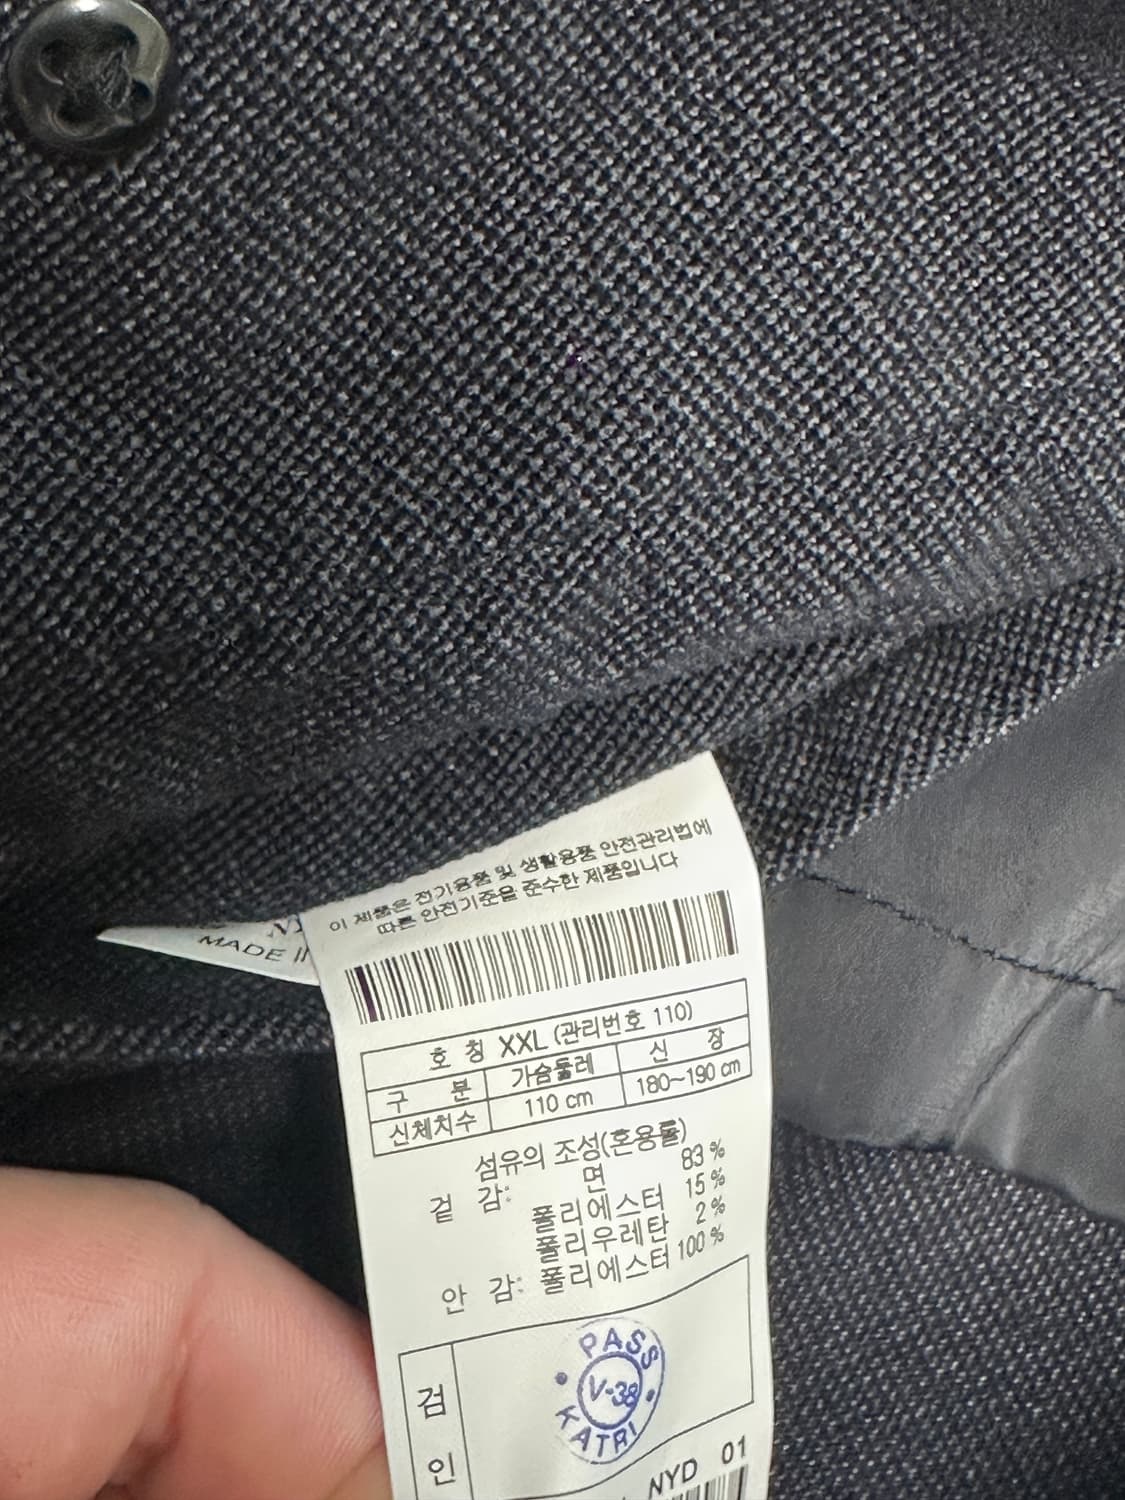 MADE I
이 제품은 전기용품 및 생활용품 안전관리법에
따른 안전기준을 준수한 제품입니다
호 칭 XXL (관리번호 110)
구 분 가슴둘레 신 장
신체치수 110 cm 180~190 cm
섬유의 조성(혼용률)
겉 감: 면 83 %
폴리에스터 15 %
폴리우레탄 2 %
안 감: 폴리에스터 100 %
검
인
PASS
V-38
KATRI
NYD 01